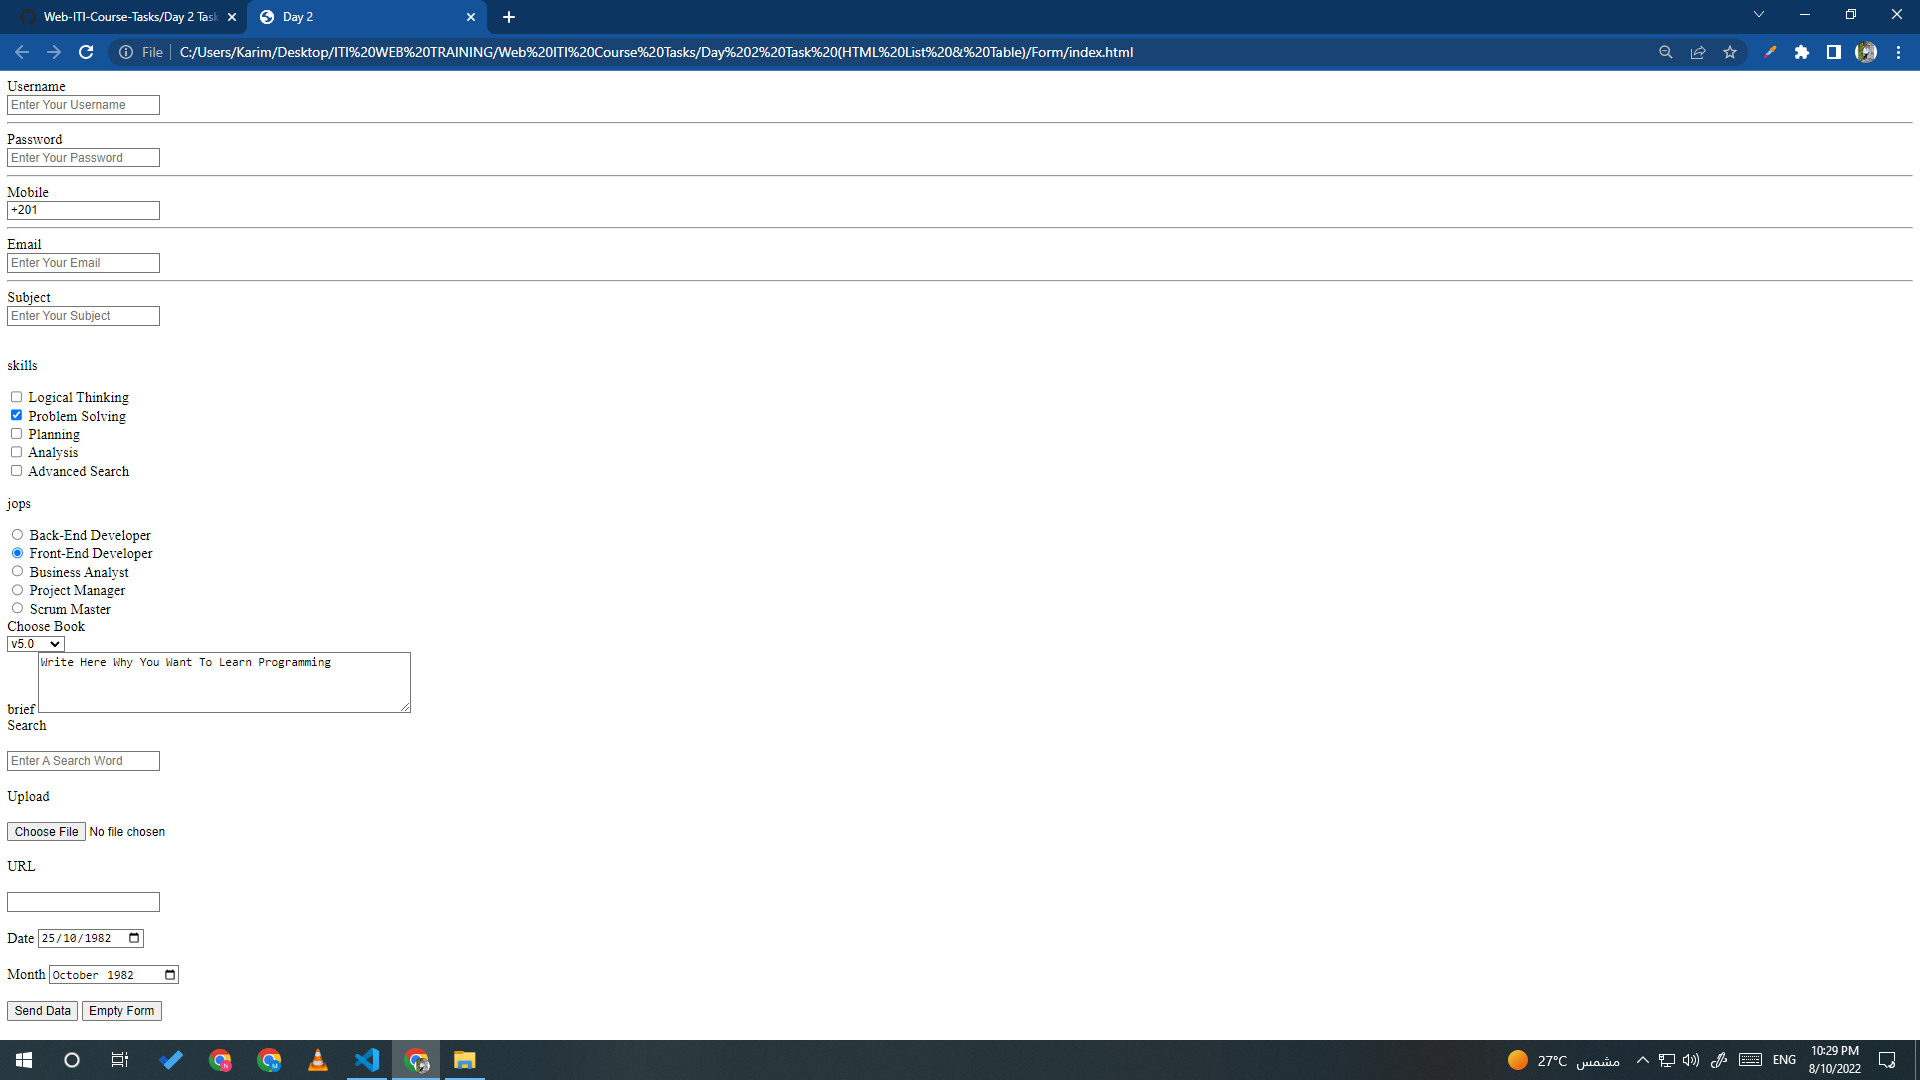 Web-ITI-Course-Tasks/Day 2 Task
Day 2
File
C:/Users/Karim/Desktop/ITI%20WEB%20TRAINING/Web%20ITI%20Course%20Tasks/Day%202%20Task%20(HTML%20List%20&%20Table)/Form/index.html
Username
Enter Your Username
Password
Enter Your Password
Mobile
+201
Email
Enter Your Email
Subject
Enter Your Subject
skills
Logical Thinking
Problem Solving
Planning
Analysis
Advanced Search
jops
Back-End Developer
Front-End Developer
Business Analyst
Project Manager
Scrum Master
Choose Book
v5.0
Write Here Why You Want To Learn Programming
brief
Search
Enter A Search Word
Upload
Choose File No file chosen
URL
Date 25/10/1982
Month October 1982
Send Data Empty Form
27°C مشمس ENG
10:29 PM
8/10/2022